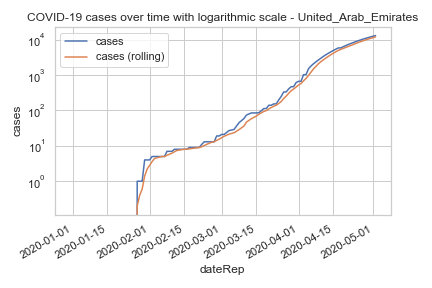 COVID-19 cases over time with logarithmic scale - United_Arab_Emirates
cases
cases (rolling)
10⁴
10³
10²
10¹
10⁰
cases
2020-01-01
2020-01-15
2020-02-01
2020-02-15
2020-03-01
2020-03-15
2020-04-01
2020-04-15
2020-05-01
dateRep